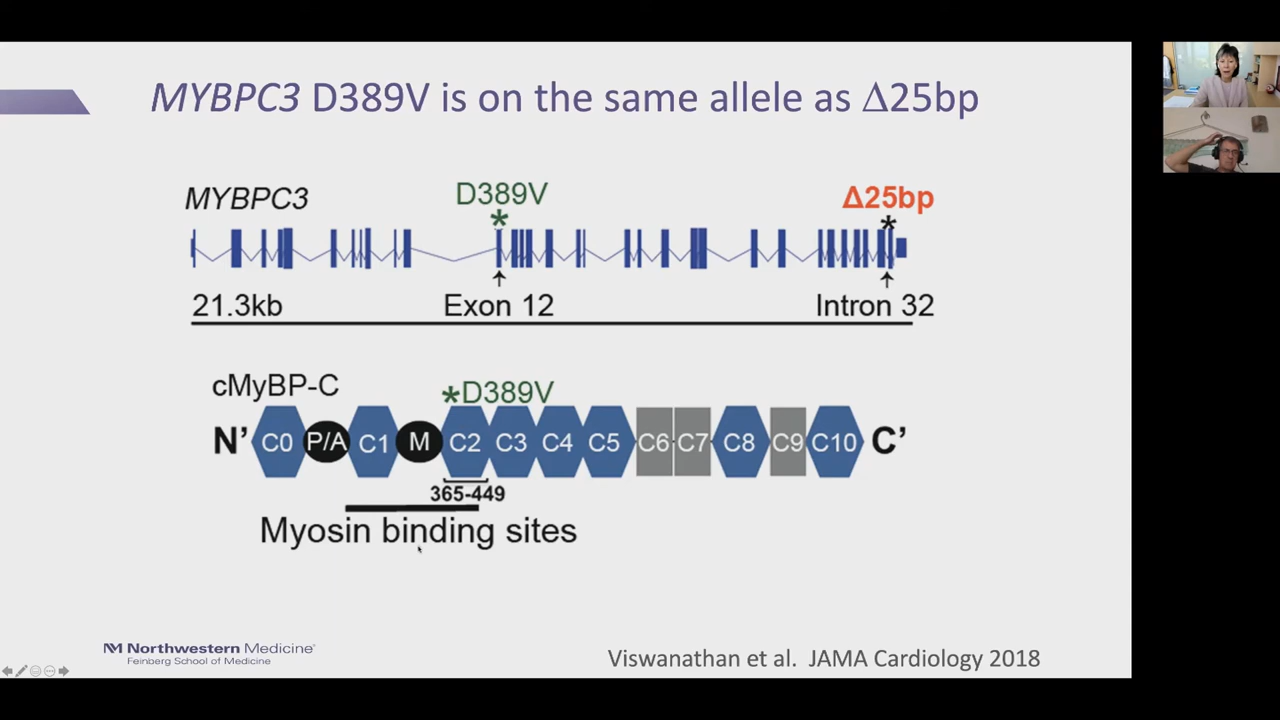 MYBPC3 D389V is on the same allele as Δ25bp
MYBPC3
D389V
Δ25bp
*
*
21.3kb
Exon 12
Intron 32
cMyBP-C
*D389V
N’ C0 P/A C1 M C2 C3 C4 C5 C6 C7 C8 C9 C10 C’
365-449
Myosin binding sites
Northwestern Medicine®
Feinberg School of Medicine
Viswanathan et al. JAMA Cardiology 2018